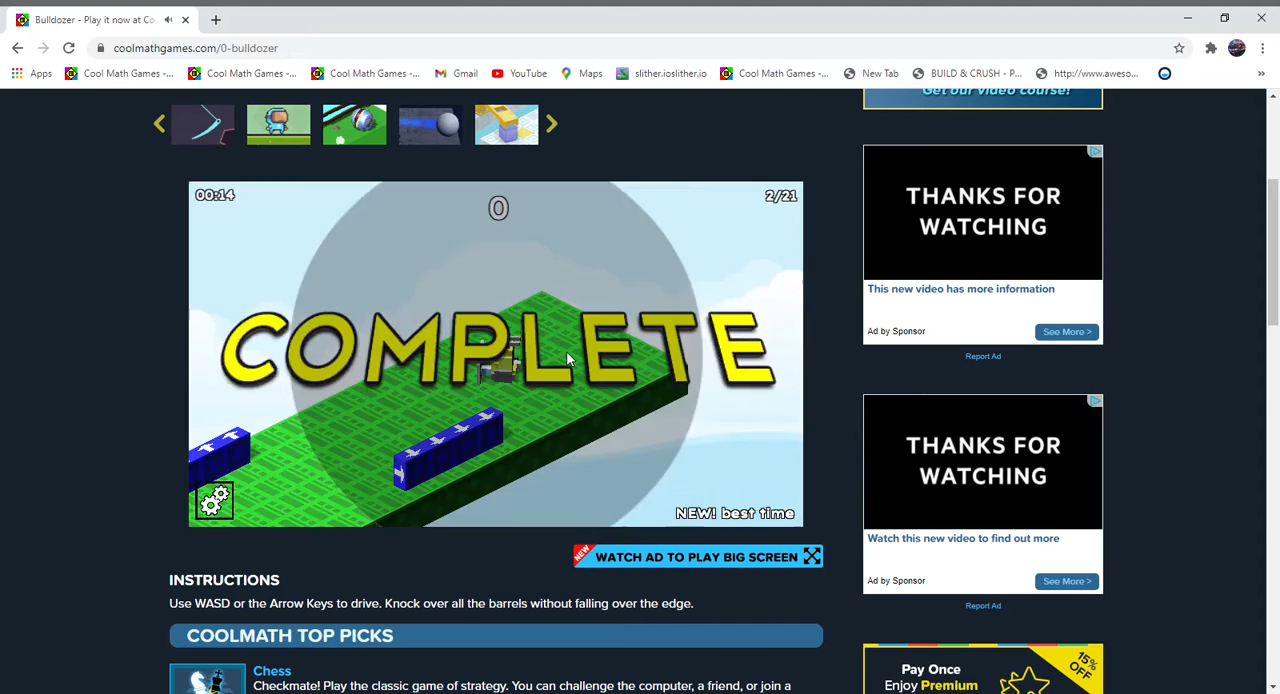 Bulldozer - Play it now at Co
coolmathgames.com/0-bulldozer
Apps
Cool Math Games -...
Cool Math Games -...
Cool Math Games -...
Gmail
YouTube
Maps
slither.ioslither.io
Cool Math Games -...
New Tab
BUILD & CRUSH - P...
http://www.aweso...
»
Get our video course!
00:14
0
2/21
COMPLETE
NEW! best time
NEW
WATCH AD TO PLAY BIG SCREEN
INSTRUCTIONS
Use WASD or the Arrow Keys to drive. Knock over all the barrels without falling over the edge.
COOLMATH TOP PICKS
Chess
Checkmate! Play the classic game of strategy. You can challenge the computer, a friend, or join a
THANKS FOR
WATCHING
This new video has more information
Ad by Sponsor
See More >
Report Ad
THANKS FOR
WATCHING
Watch this new video to find out more
Ad by Sponsor
See More >
Report Ad
Pay Once
Enjoy Premium
15%
OFF